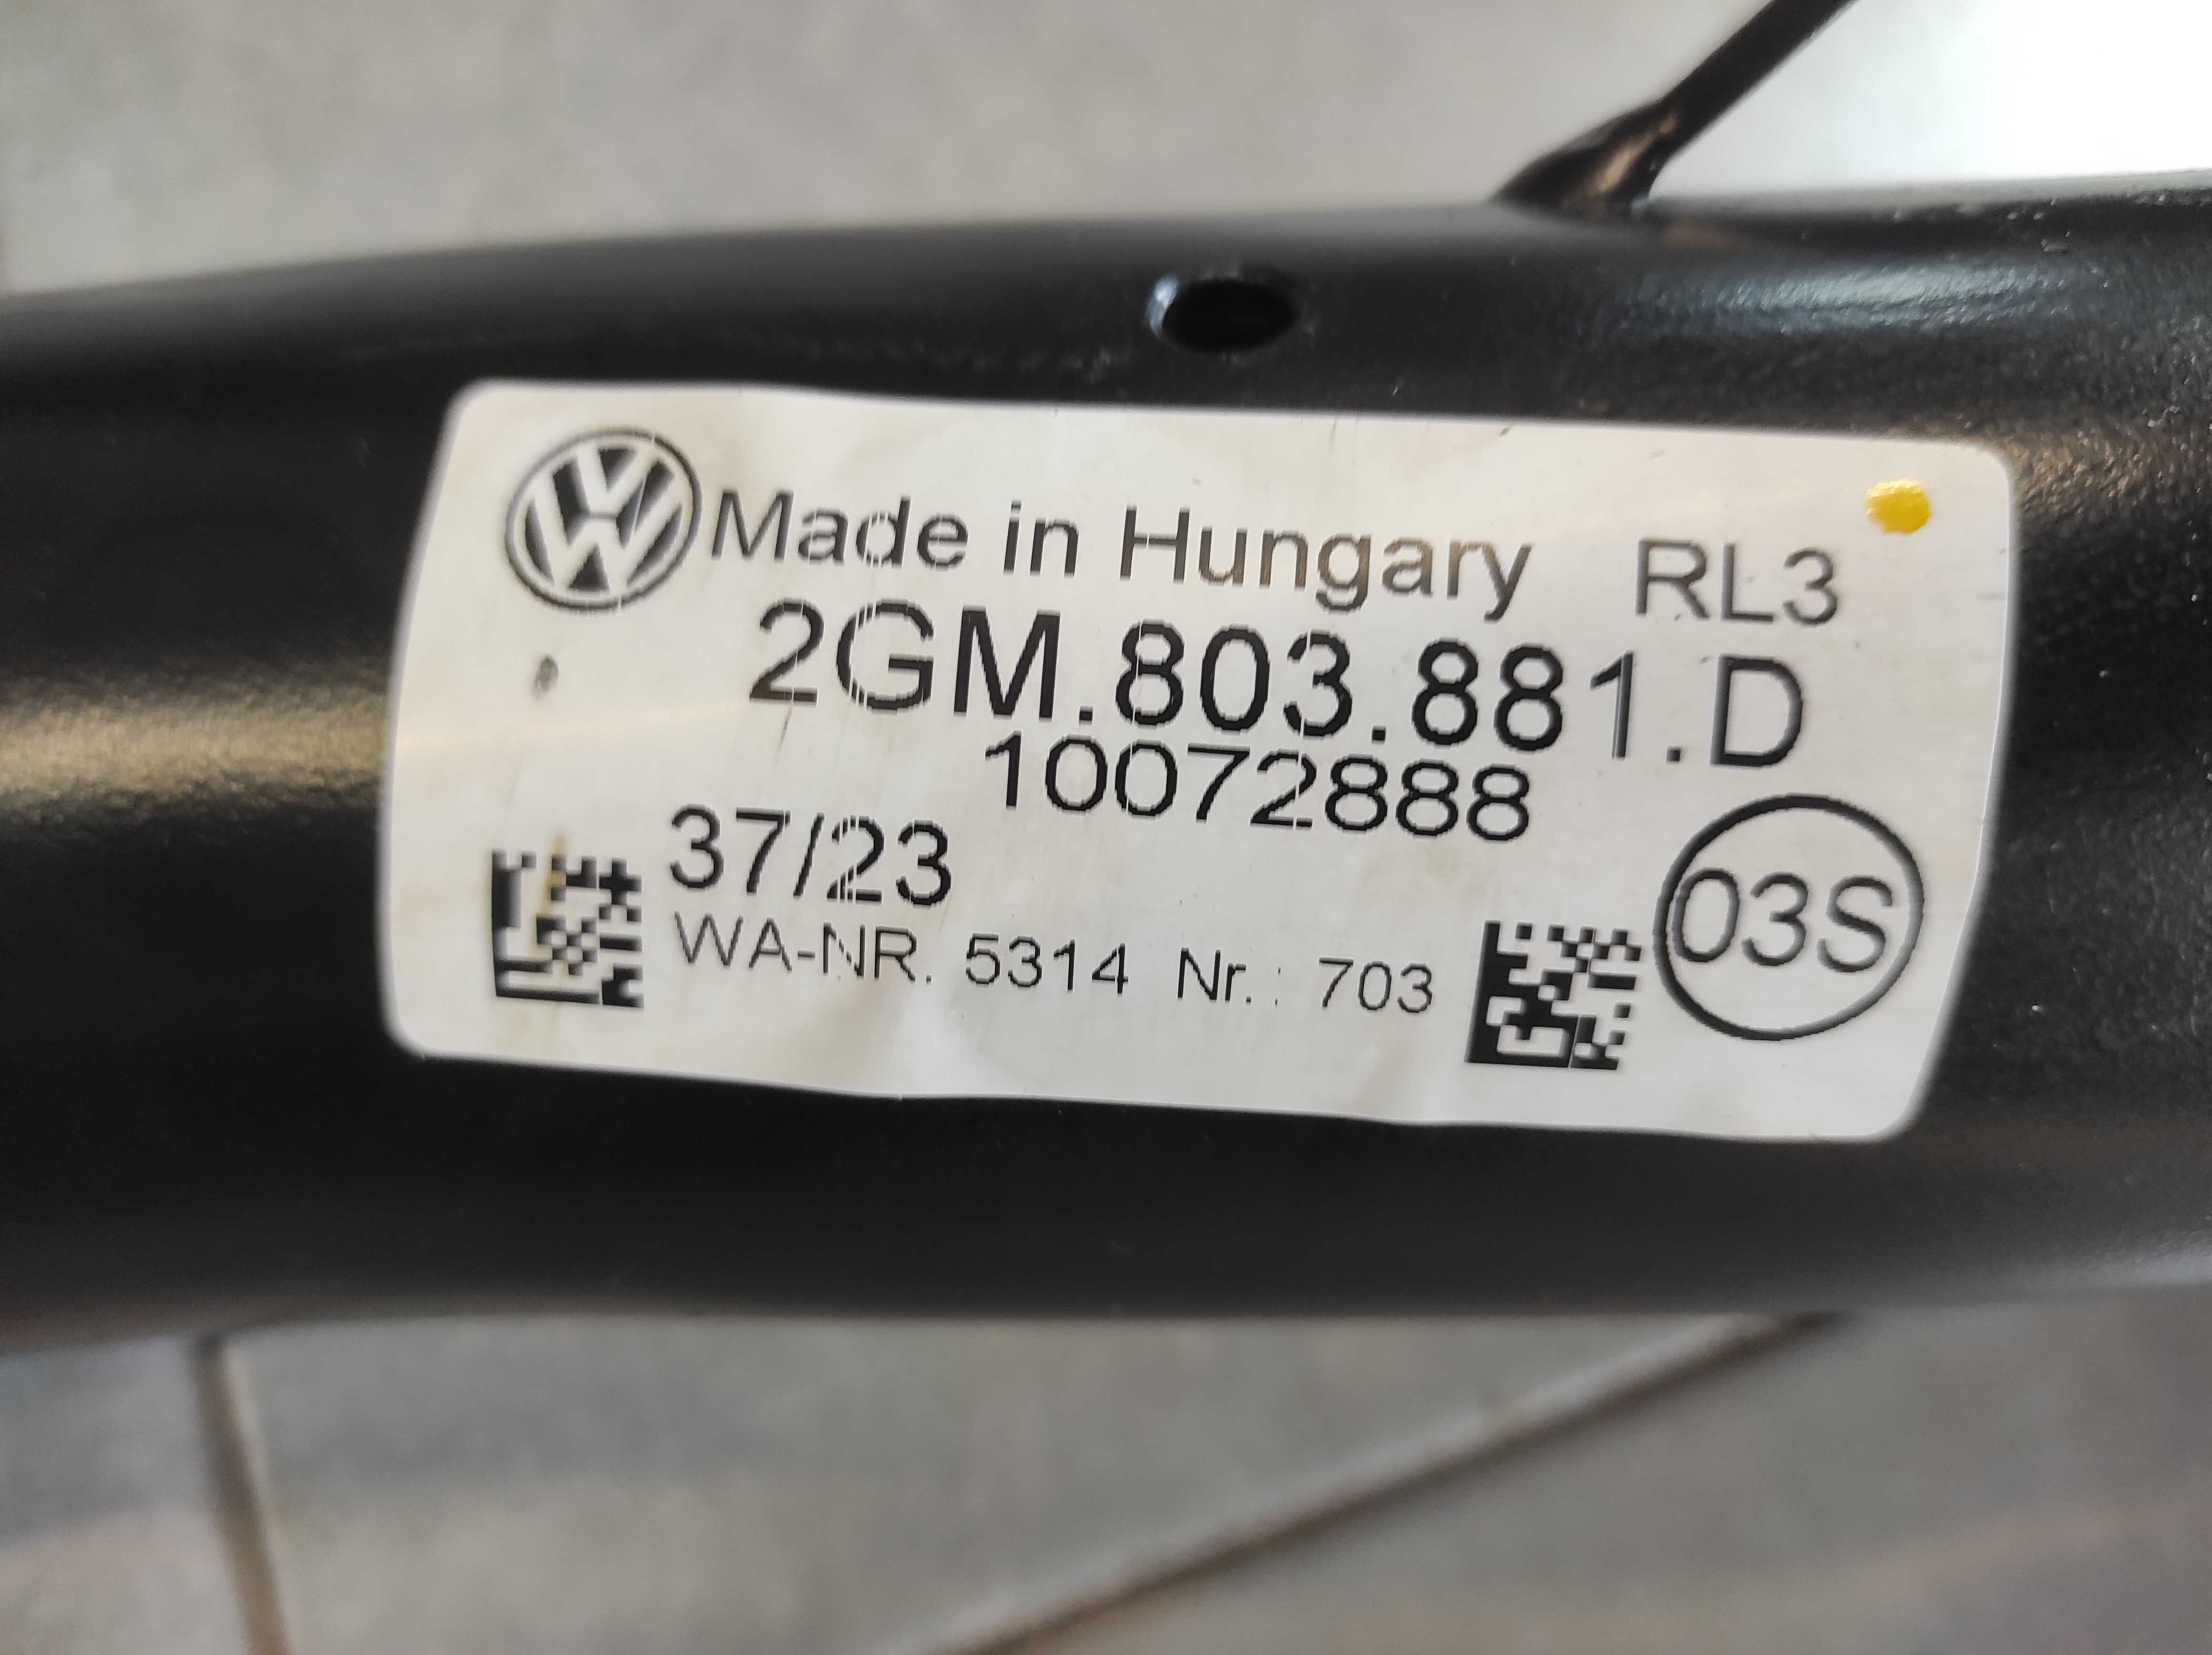 Made in Hungary RL3
2GM.803.881.D
10072888
37/23
WA-NR. 5314 Nr.: 703
03S